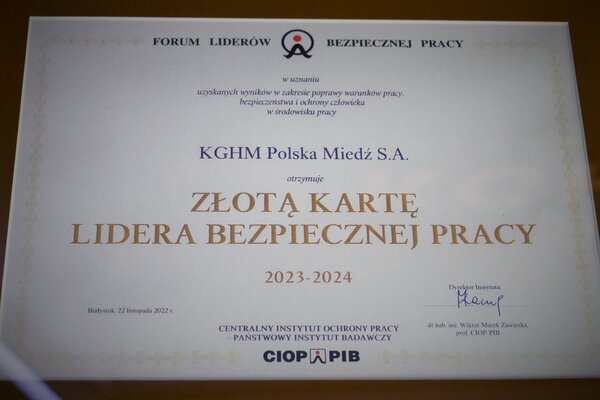 FORUM LIDERÓW BEZPIECZNEJ PRACY
w uznaniu
uzyskanych wyników w zakresie poprawy warunków pracy,
bezpieczeństwa i ochrony człowieka
w środowisku pracy
KGHM Polska Miedź S.A.
otrzymuje
ZŁOTĄ KARTĘ
LIDERA BEZPIECZNEJ PRACY
2023-2024
Białystok, 22 listopada 2022 r.
Dyrektor Instytutu
dr hab. inż. Wiktor Marek Zawieska,
prof. CIOP-PIB
CENTRALNY INSTYTUT OCHRONY PRACY
– PAŃSTWOWY INSTYTUT BADAWCZY
CIOP PIB